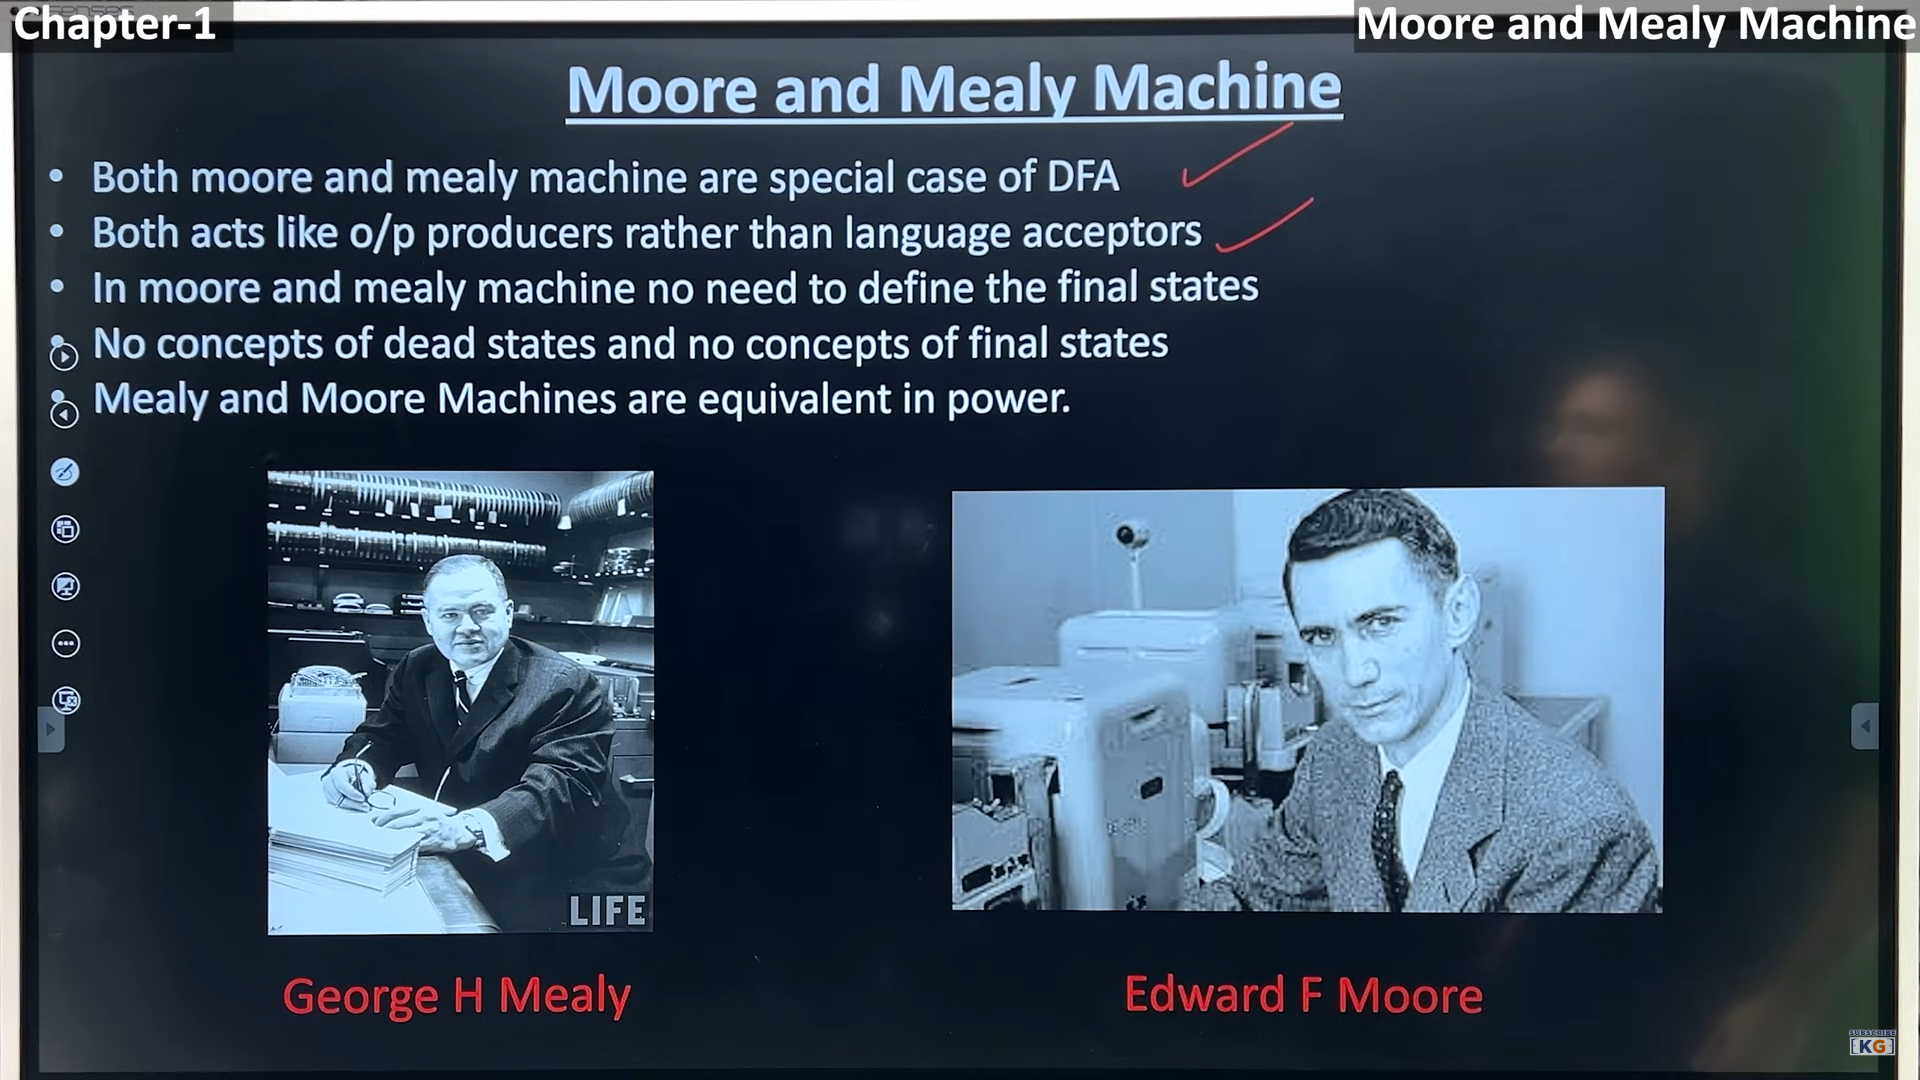 Chapter-1
Moore and Mealy Machine
Moore and Mealy Machine
• Both moore and mealy machine are special case of DFA
• Both acts like o/p producers rather than language acceptors
• In moore and mealy machine no need to define the final states
• No concepts of dead states and no concepts of final states
• Mealy and Moore Machines are equivalent in power.
LIFE
George H Mealy
Edward F Moore
SUBSCRIBE
KG